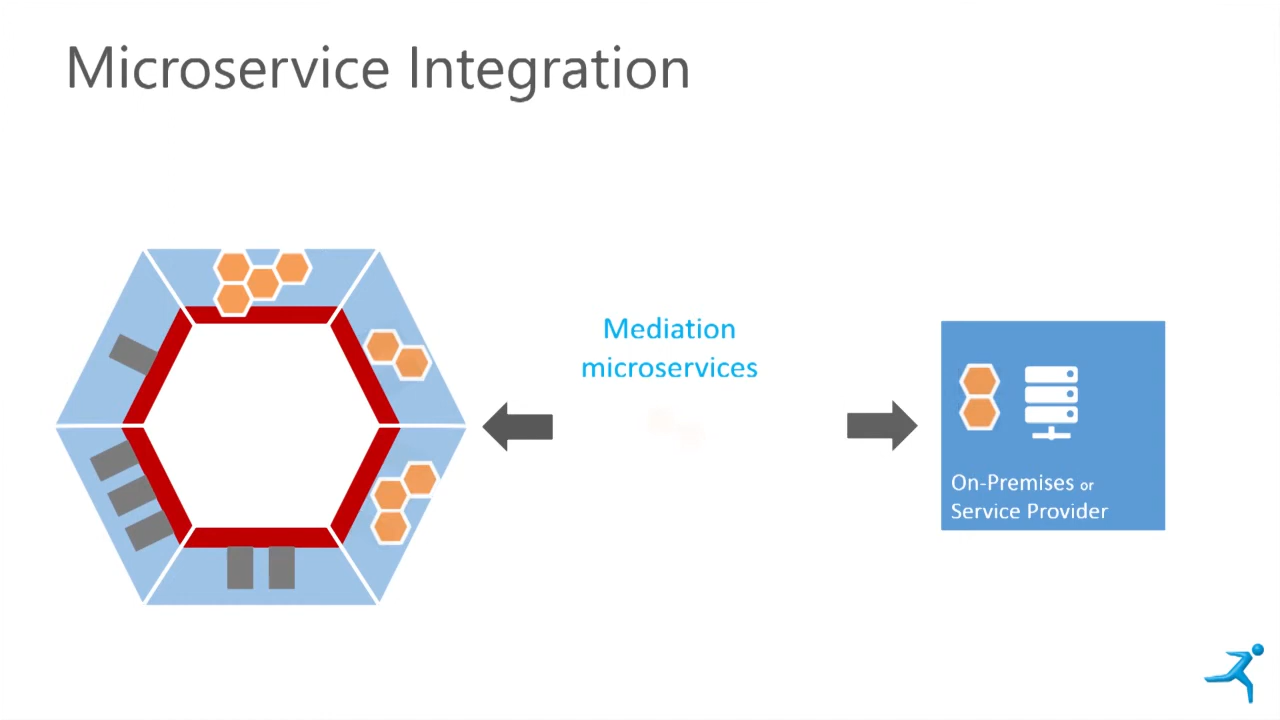 Microservice Integration
Mediation
microservices
On-Premises or
Service Provider